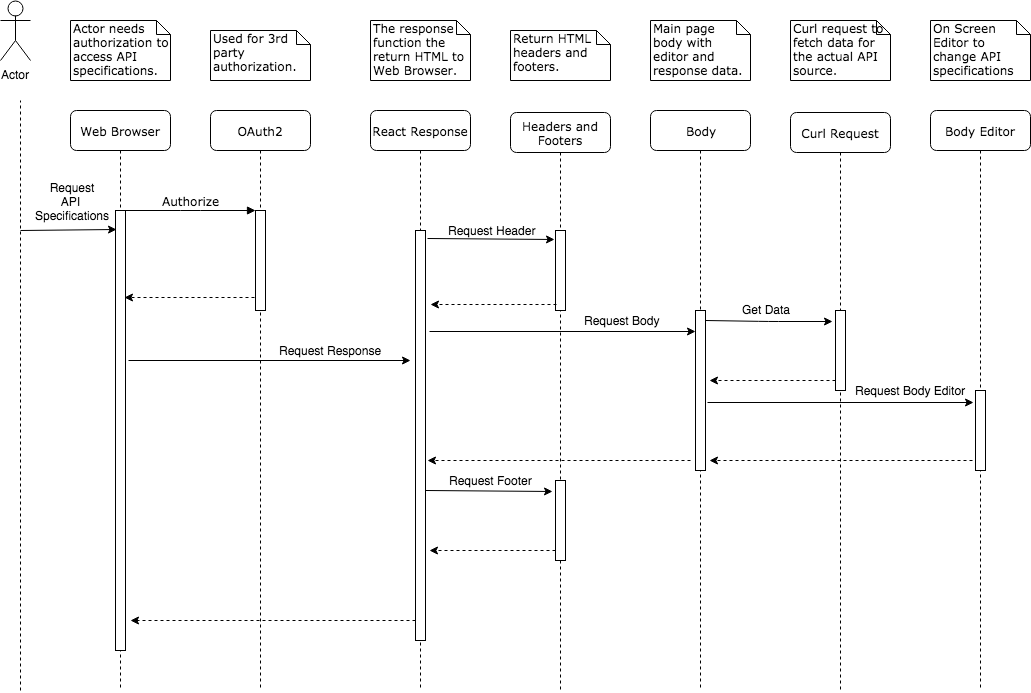 Actor needs
authorization to
access API
specifications.
Used for 3rd
party
authorization.
The response
function the
return HTML to
Web Browser.
Return HTML
headers and
footers.
Main page
body with
editor and
response data.
Curl request to
fetch data for
the actual API
source.
On Screen
Editor to
change API
specifications
Actor
Web Browser
OAuth2
React Response
Headers and
Footers
Body
Curl Request
Body Editor
Request
API
Specifications
Authorize
Request Header
Get Data
Request Body
Request Response
Request Body Editor
Request Footer